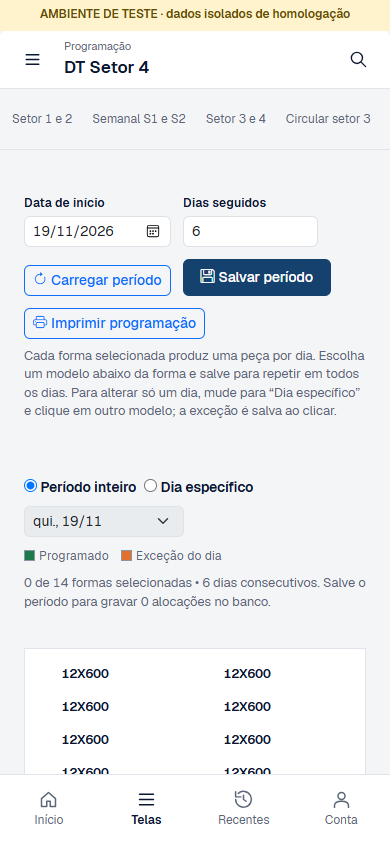 AMBIENTE DE TESTE · dados isolados de homologação
Programação
DT Setor 4
Setor 1 e 2 Semanal S1 e S2 Setor 3 e 4 Circular setor 3
Data de início Dias seguidos
19/11/2026 6
Carregar período Salvar período
Imprimir programação
Cada forma selecionada produz uma peça por dia. Escolha
um modelo abaixo da forma e salve para repetir em todos
os dias. Para alterar só um dia, mude para “Dia específico”
e clique em outro modelo; a exceção é salva ao clicar.
Período inteiro Dia específico
qui., 19/11
Programado Exceção do dia
0 de 14 formas selecionadas • 6 dias consecutivos. Salve o
período para gravar 0 alocações no banco.
12X600 12X600
12X600 12X600
12X600 12X600
12X600 12X600
Início Telas Recentes Conta